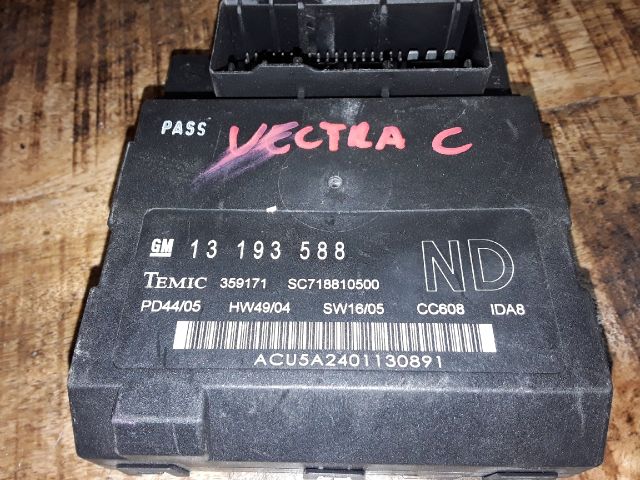 PASS
VECTRA C
GM 13 193 588
ND
TEMIC 359171 SC718810500
PD44/05 HW49/04 SW16/05 CC608 IDA8
ACU5A2401130891